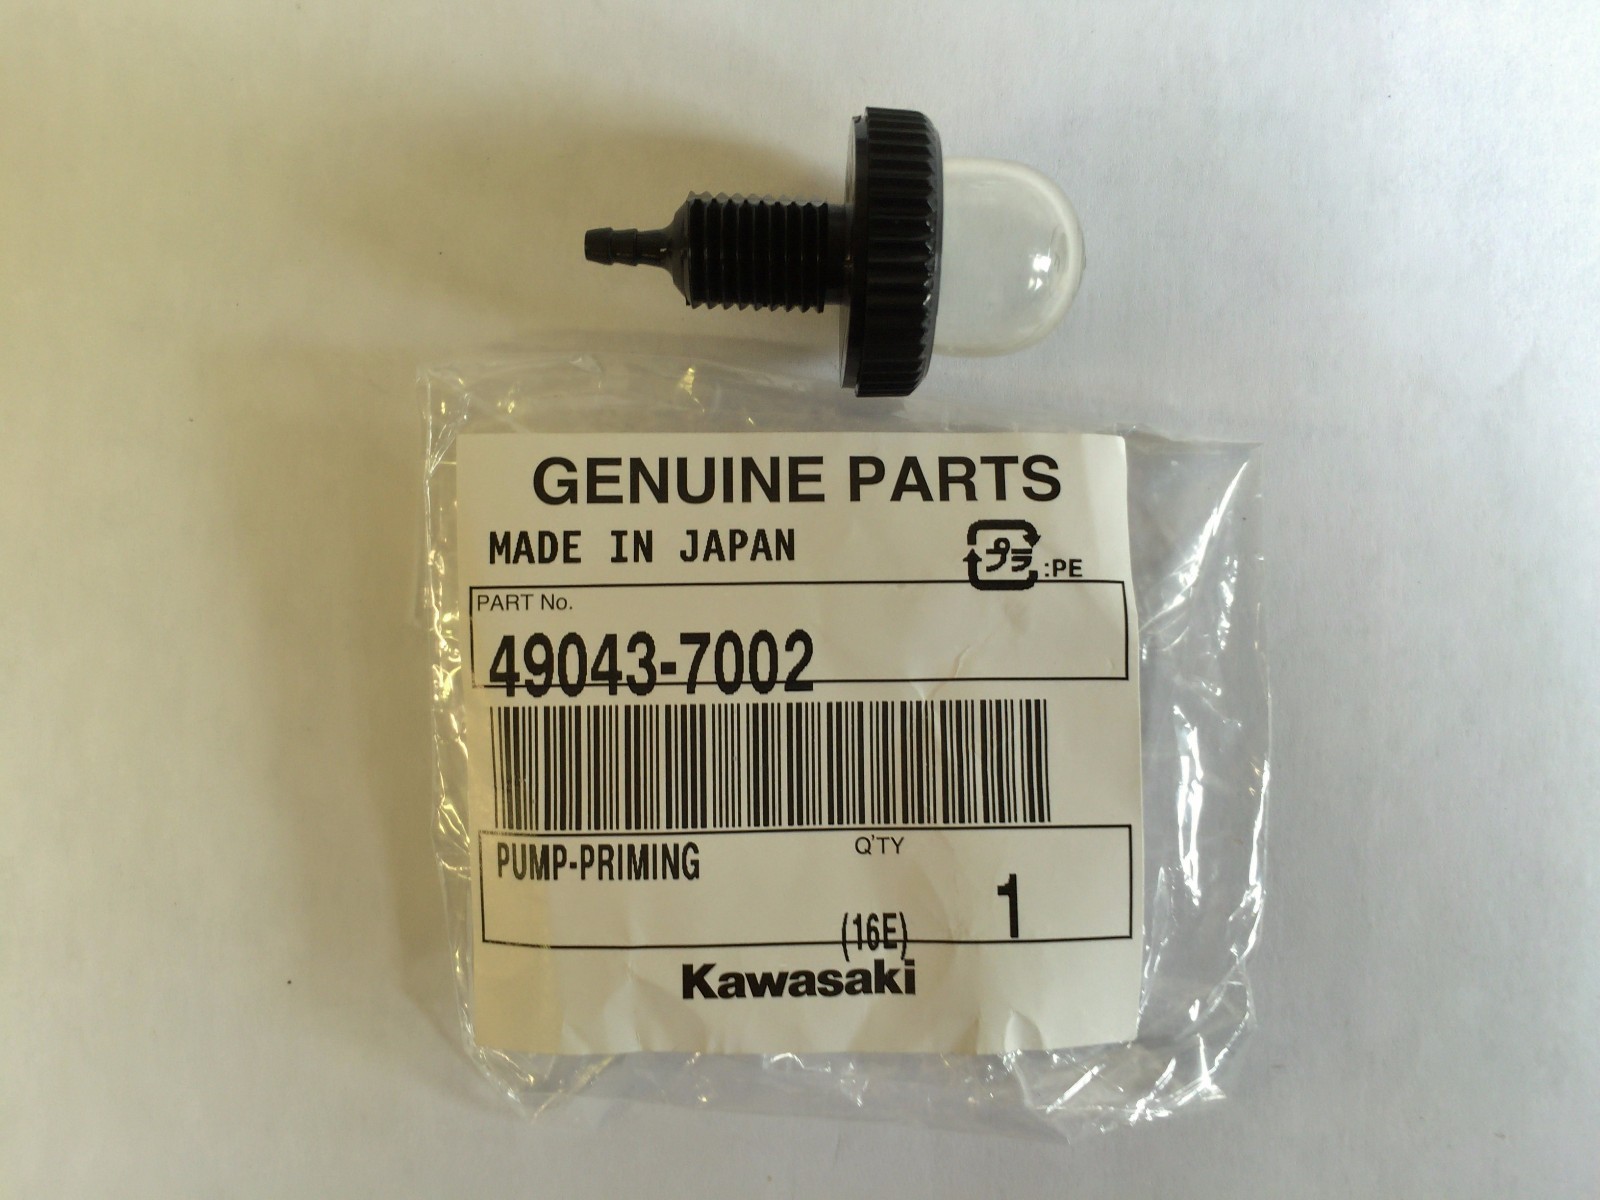 GENUINE PARTS
MADE IN JAPAN
プラ :PE
PART No.
49043-7002
PUMP-PRIMING
Q'TY
1
(16E)
Kawasaki